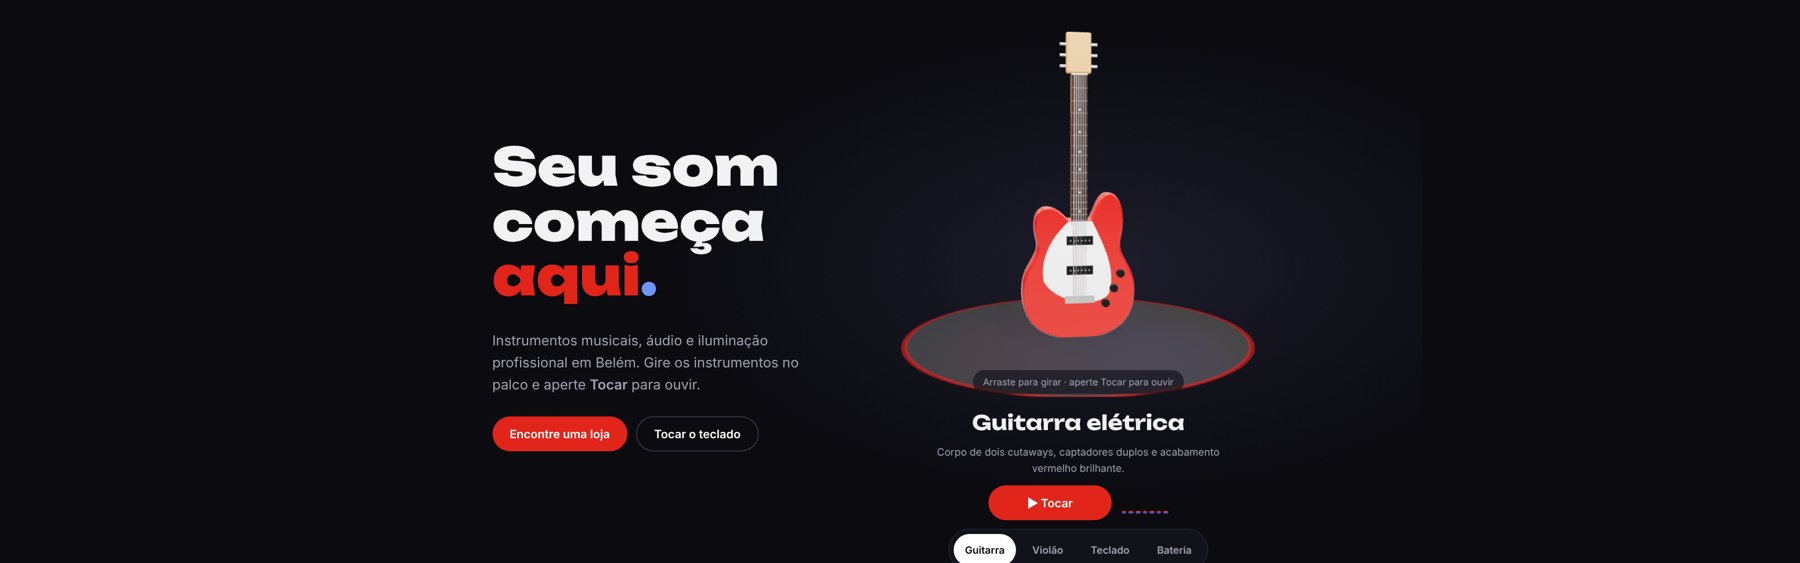 Seu som
começa
aqui.
Instrumentos musicais, áudio e iluminação
profissional em Belém. Gire os instrumentos no
palco e aperte Tocar para ouvir.
Encontre uma loja
Tocar o teclado
Arraste para girar · aperte Tocar para ouvir
Guitarra elétrica
Corpo de dois cutaways, captadores duplos e acabamento
vermelho brilhante.
▶ Tocar
Guitarra Violão Teclado Bateria